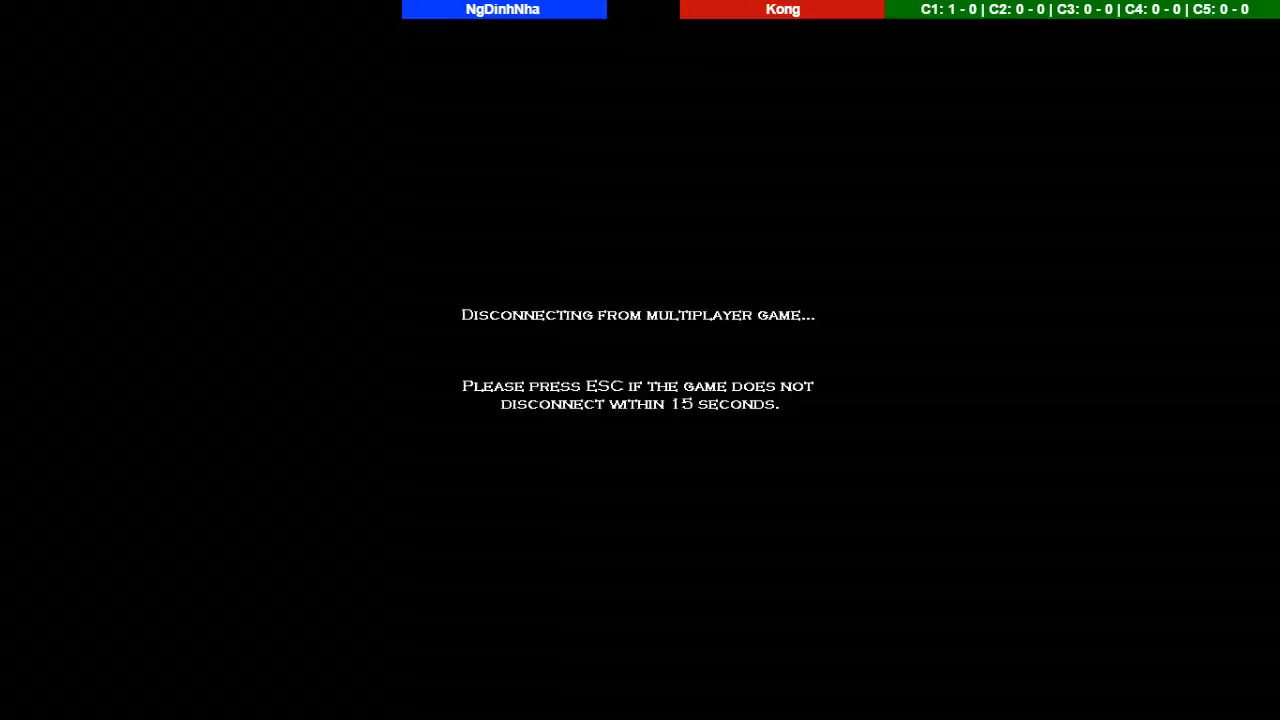 NgDinhNha Kong C1: 1 - 0 | C2: 0 - 0 | C3: 0 - 0 | C4: 0 - 0 | C5: 0 - 0
Disconnecting from multiplayer game...
Please press ESC if the game does not
disconnect within 15 seconds.